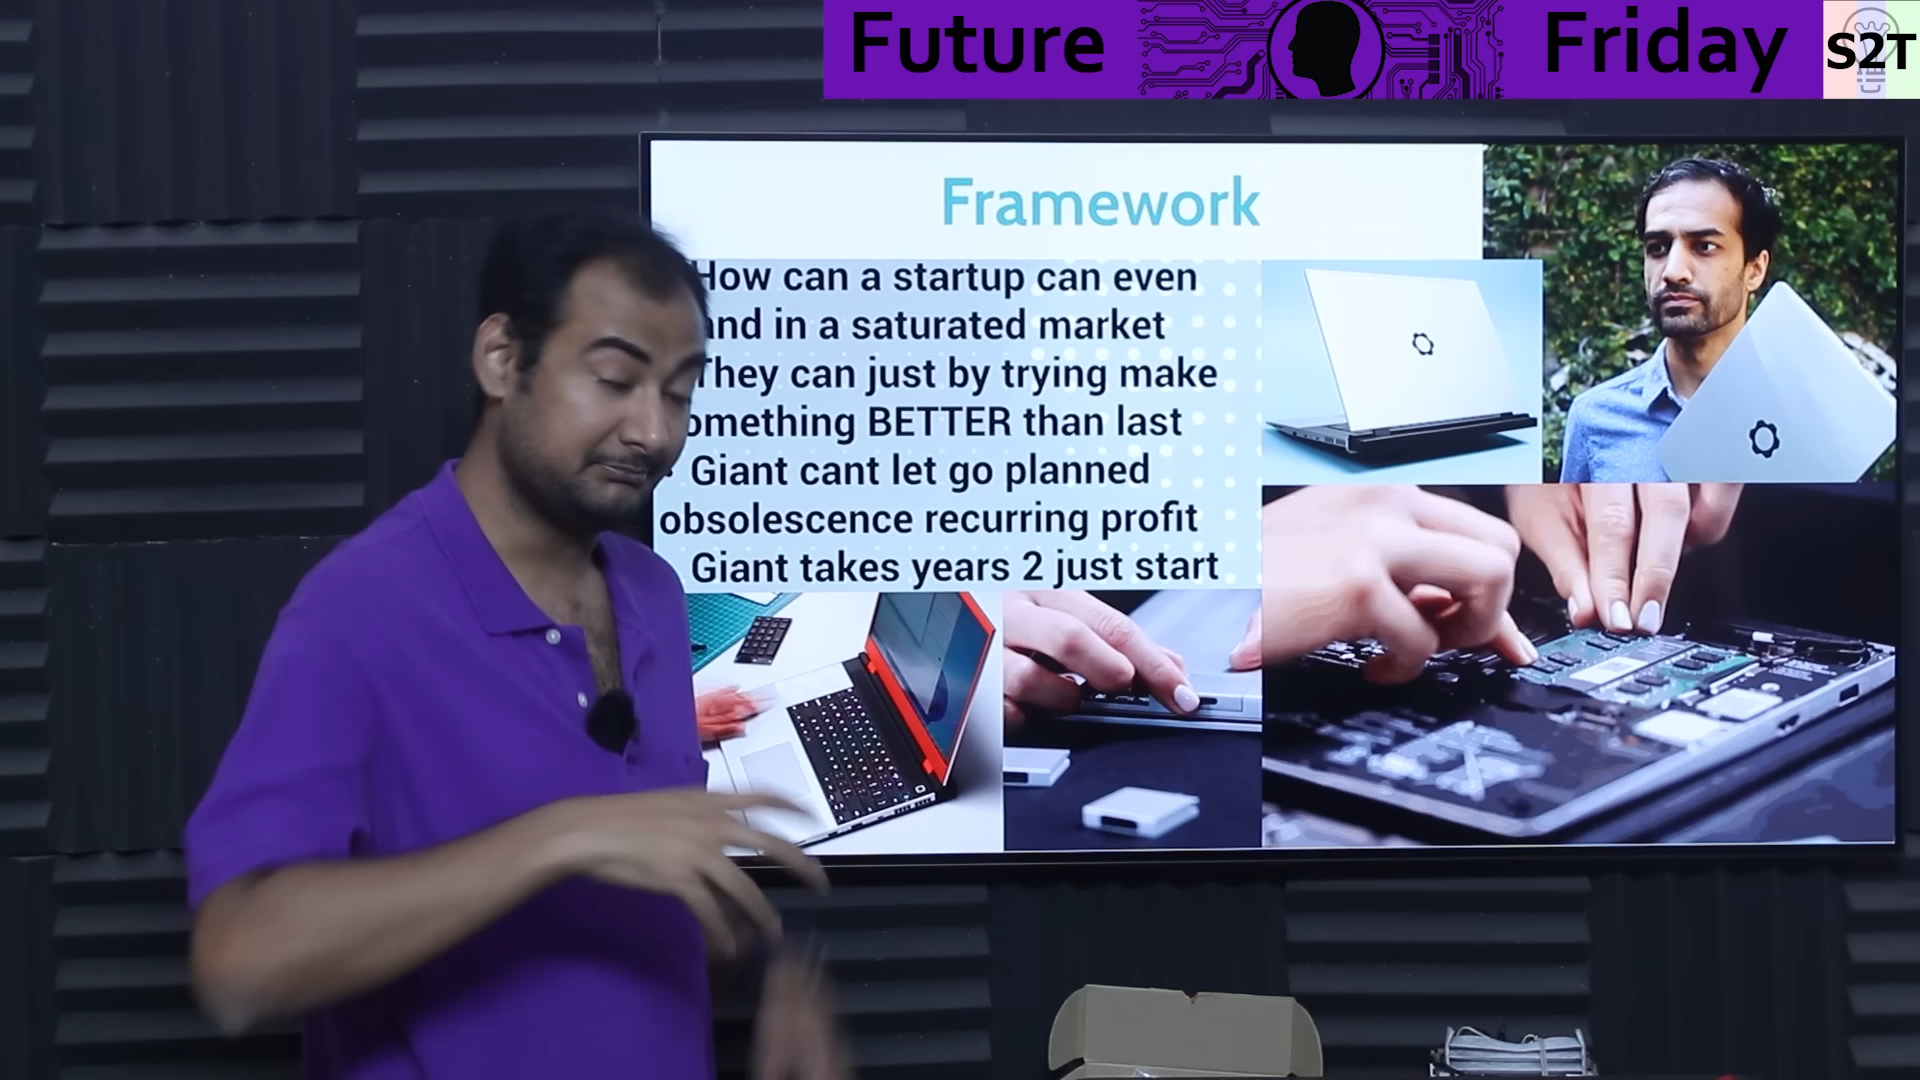 Future Friday S2T
Framework
How can a startup can even
in a saturated market
They can just by trying make
BETTER than last
• Giant cant let go planned
obsolescence recurring profit
Giant takes years 2 just start